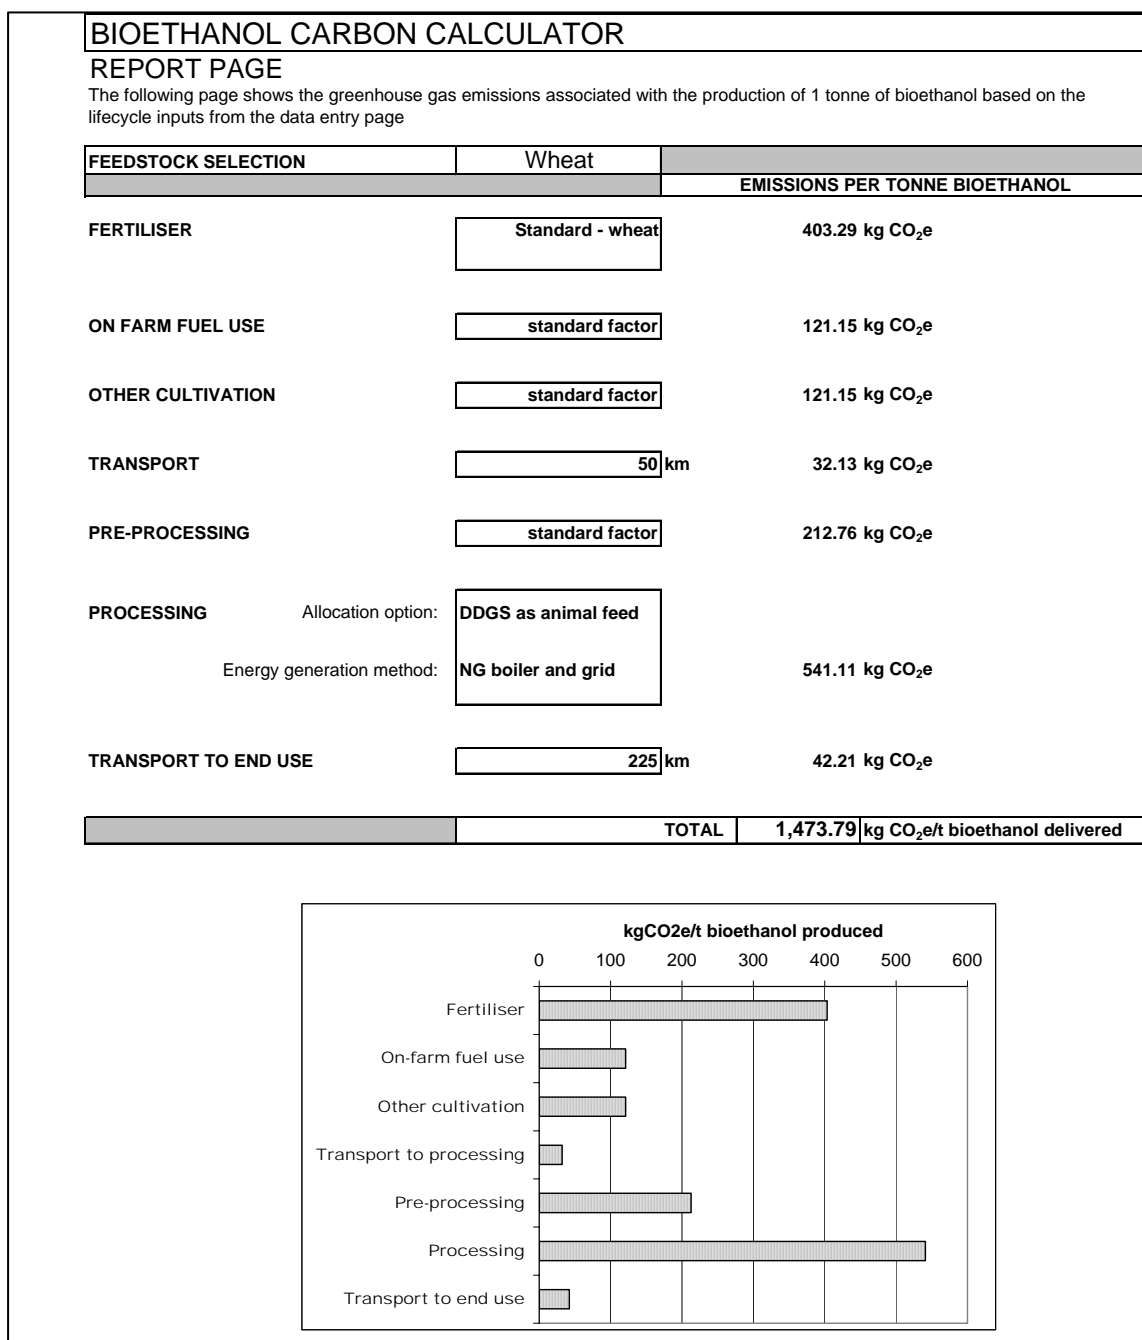 BIOETHANOL CARBON CALCULATOR
REPORT PAGE
The following page shows the greenhouse gas emissions associated with the production of 1 tonne of bioethanol based on the
lifecycle inputs from the data entry page
FEEDSTOCK SELECTION Wheat
EMISSIONS PER TONNE BIOETHANOL
FERTILISER Standard - wheat 403.29 kg CO₂e
ON FARM FUEL USE standard factor 121.15 kg CO₂e
OTHER CULTIVATION standard factor 121.15 kg CO₂e
TRANSPORT 50 km 32.13 kg CO₂e
PRE-PROCESSING standard factor 212.76 kg CO₂e
PROCESSING Allocation option: DDGS as animal feed
Energy generation method: NG boiler and grid 541.11 kg CO₂e
TRANSPORT TO END USE 225 km 42.21 kg CO₂e
TOTAL 1,473.79 kg CO₂e/t bioethanol delivered
kgCO2e/t bioethanol produced
0 100 200 300 400 500 600
Fertiliser
On-farm fuel use
Other cultivation
Transport to processing
Pre-processing
Processing
Transport to end use